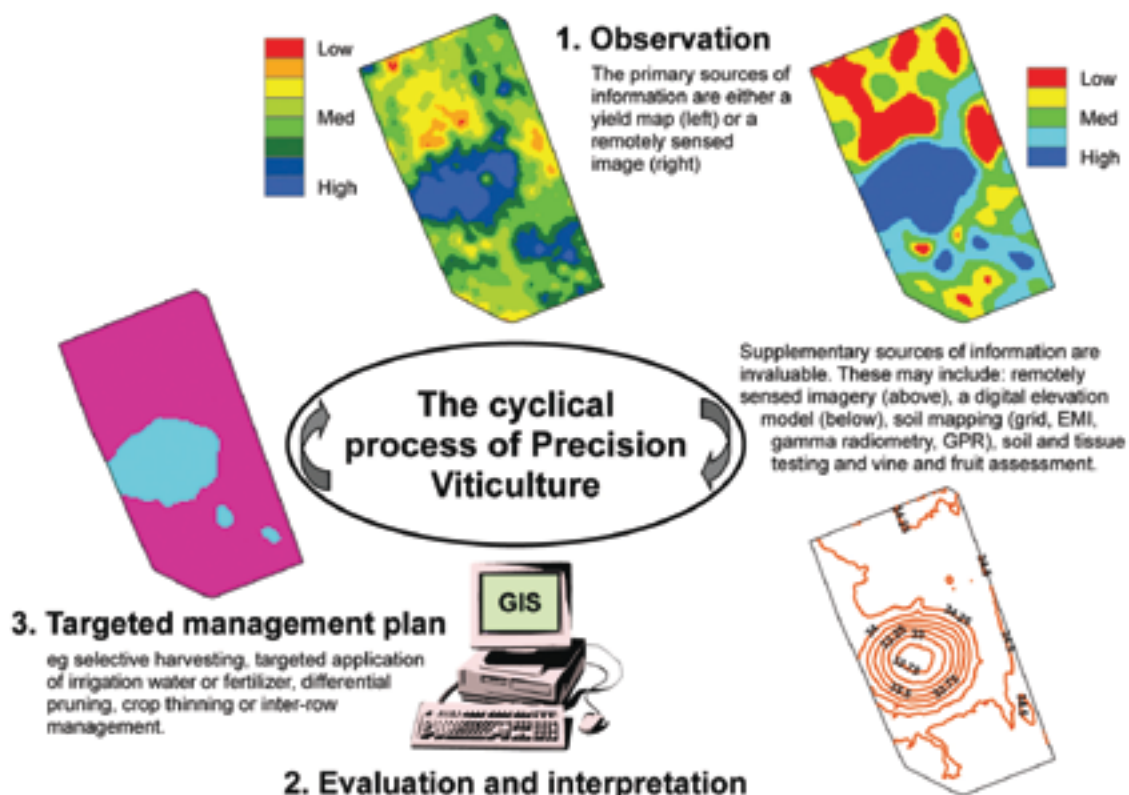 1. Observation
The primary sources of
information are either a
yield map (left) or a
remotely sensed
image (right)
Low
Med
High
Low
Med
High
Supplementary sources of information are
invaluable. These may include: remotely
sensed imagery (above), a digital elevation
model (below), soil mapping (grid, EMI,
gamma radiometry, GPR), soil and tissue
testing and vine and fruit assessment.
The cyclical
process of Precision
Viticulture
GIS
3. Targeted management plan
eg selective harvesting, targeted application
of irrigation water or fertilizer, differential
pruning, crop thinning or inter-row
management.
34.25
34
33
2. Evaluation and interpretation